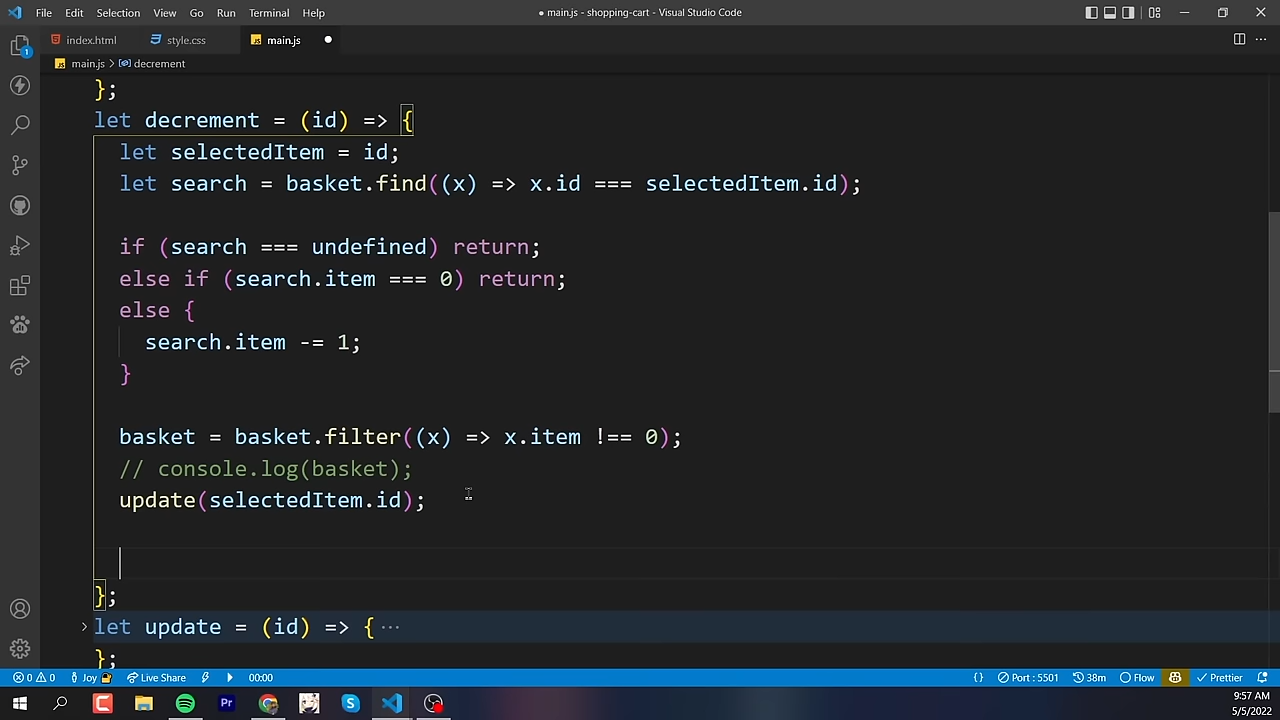 File Edit Selection View Go Run Terminal Help ● main.js - shopping-cart - Visual Studio Code
index.html style.css main.js ●
main.js > decrement
};
let decrement = (id) => {
let selectedItem = id;
let search = basket.find((x) => x.id === selectedItem.id);
if (search === undefined) return;
else if (search.item === 0) return;
else {
search.item -= 1;
}
basket = basket.filter((x) => x.item !== 0);
// console.log(basket);
update(selectedItem.id);
};
let update = (id) => { ···
};
0 0 Joy Live Share 00:00 {} Port : 5501 38m Flow Prettier
9:57 AM
5/5/2022